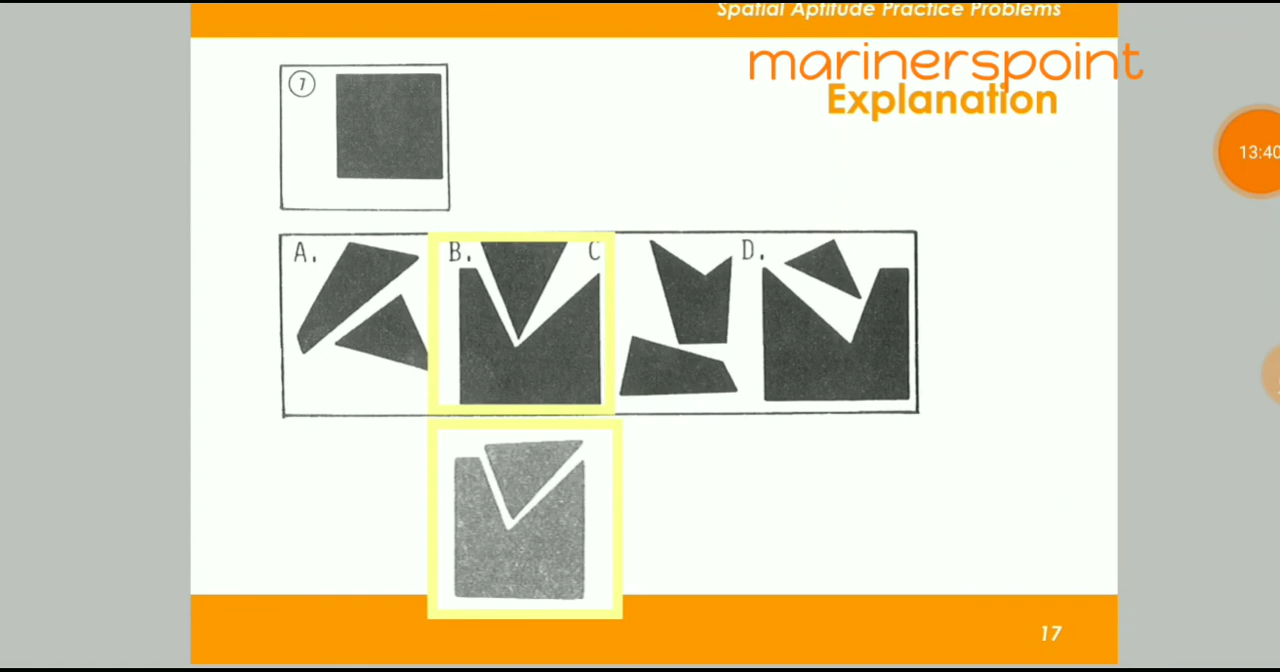 Spatial Aptitude Practice Problems
marinerspoint
Explanation
13:40
7
A.
B.
C
D.
17